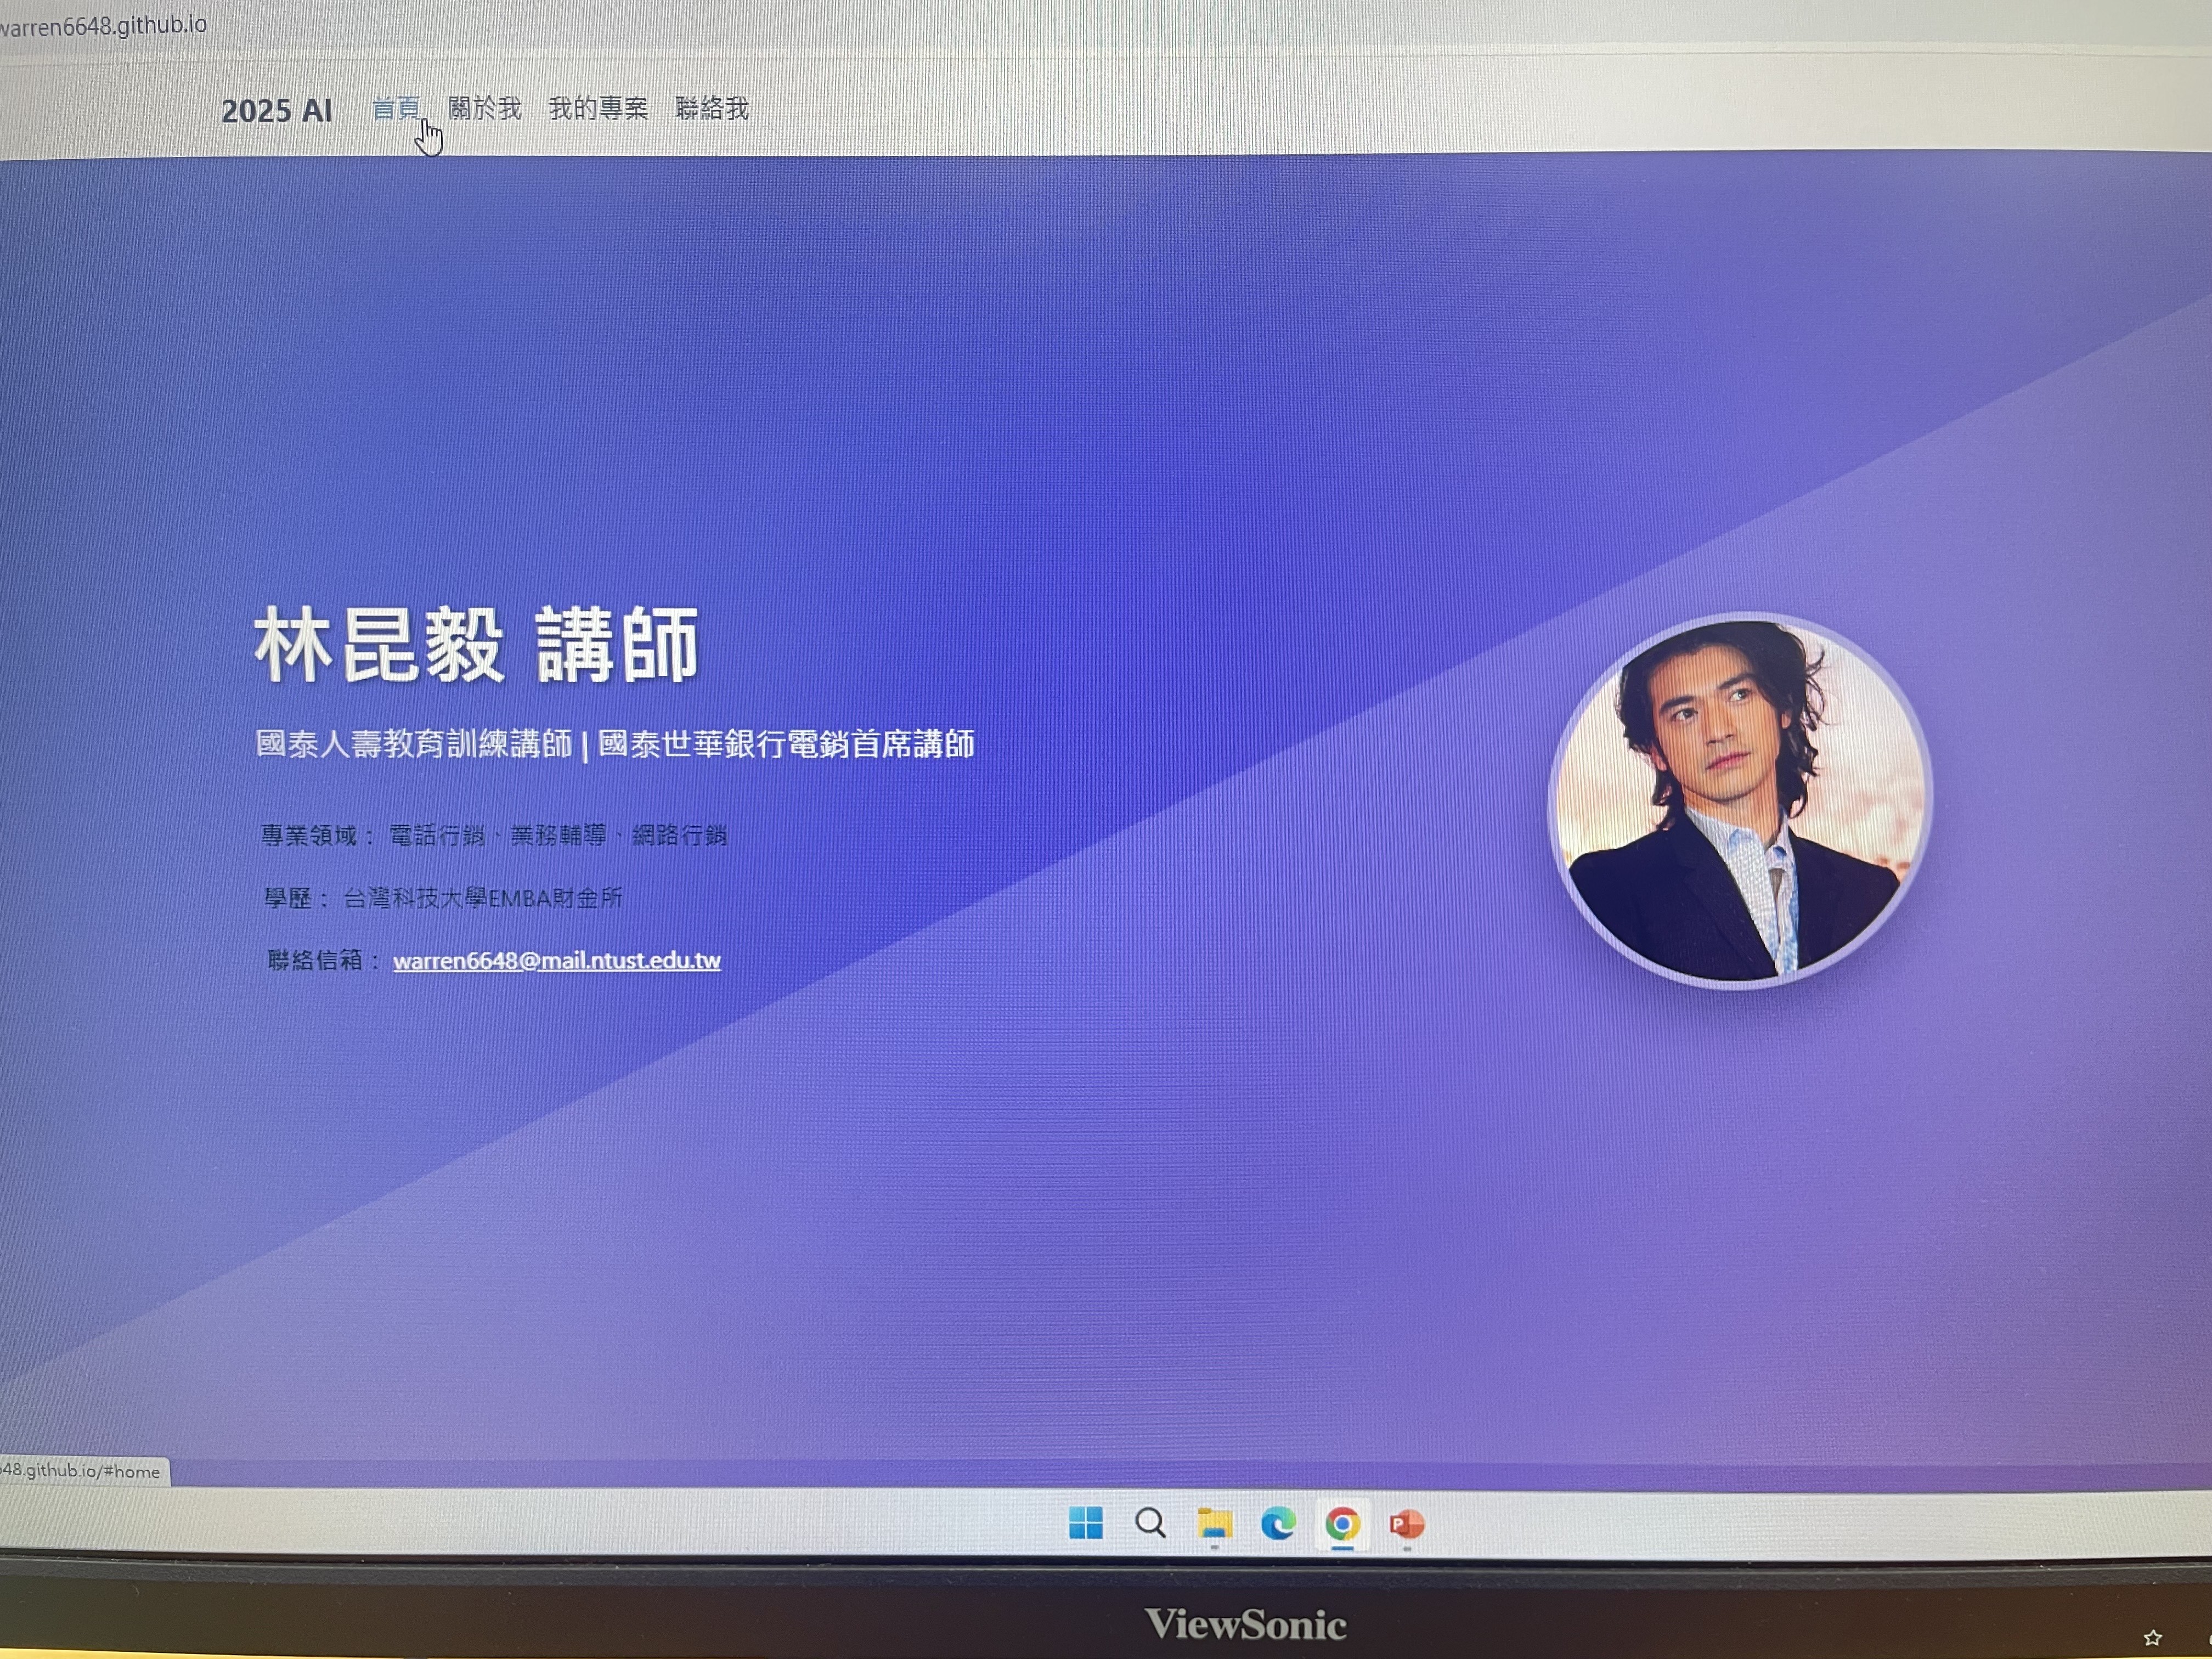 warren6648.github.io
2025 AI 首頁 關於我 我的專案 聯絡我
林昆毅 講師
國泰人壽教育訓練講師 | 國泰世華銀行電銷首席講師
專業領域： 電話行銷、業務輔導、網路行銷
學歷： 台灣科技大學EMBA財金所
聯絡信箱： warren6648@mail.ntust.edu.tw
648.github.io/#home
ViewSonic